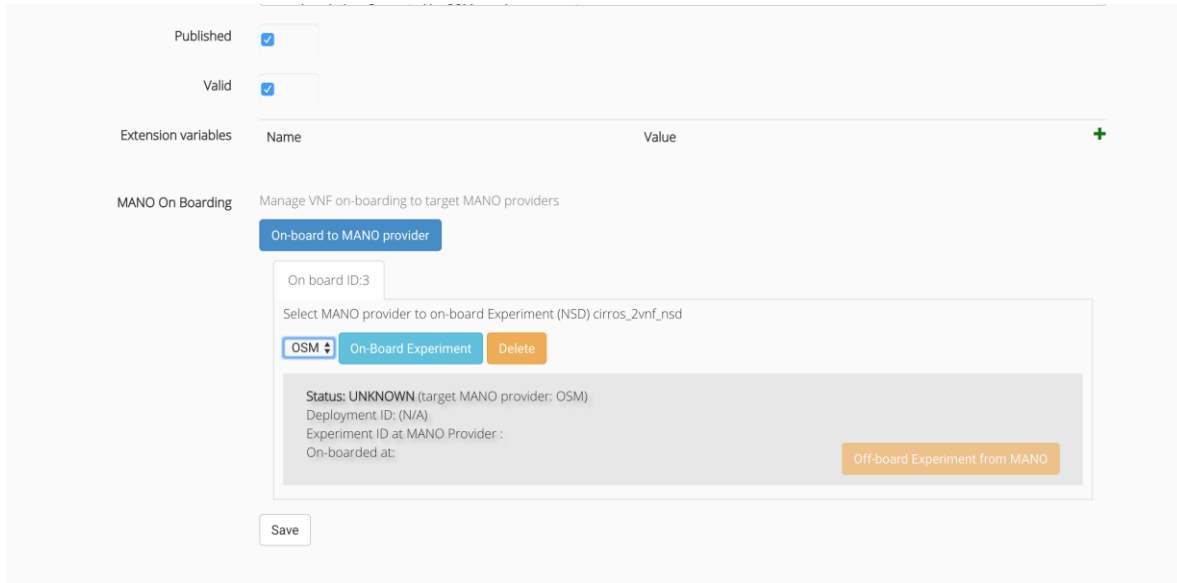 Published
Valid
Extension variables Name Value
MANO On Boarding Manage VNF on-boarding to target MANO providers
On-board to MANO provider
On board ID:3
Select MANO provider to on-board Experiment (NSD) cirros_2vnf_nsd
OSM On-Board Experiment Delete
Status: UNKNOWN (target MANO provider: OSM)
Deployment ID: (N/A)
Experiment ID at MANO Provider :
On-boarded at:
Off-board Experiment from MANO
Save